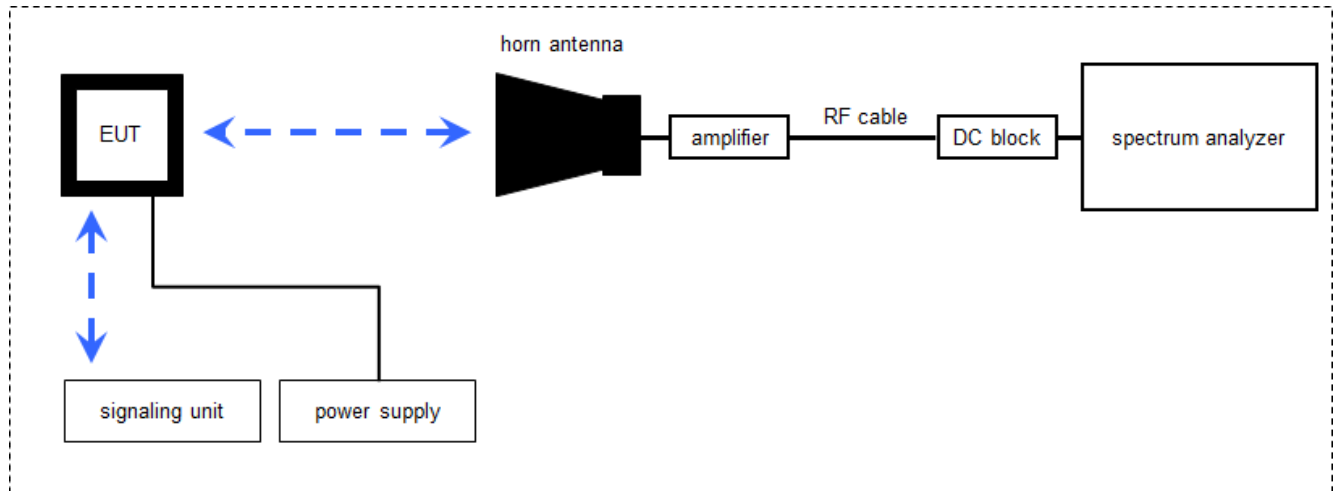 horn antenna
EUT
amplifier
RF cable
DC block
spectrum analyzer
signaling unit
power supply